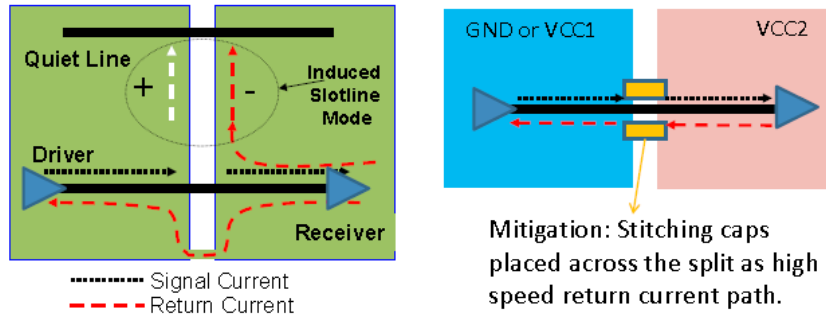 Quiet Line
+
-
Induced
Slotline
Mode
Driver
Receiver
Signal Current
Return Current
GND or VCC1
VCC2
Mitigation: Stitching caps
placed across the split as high
speed return current path.